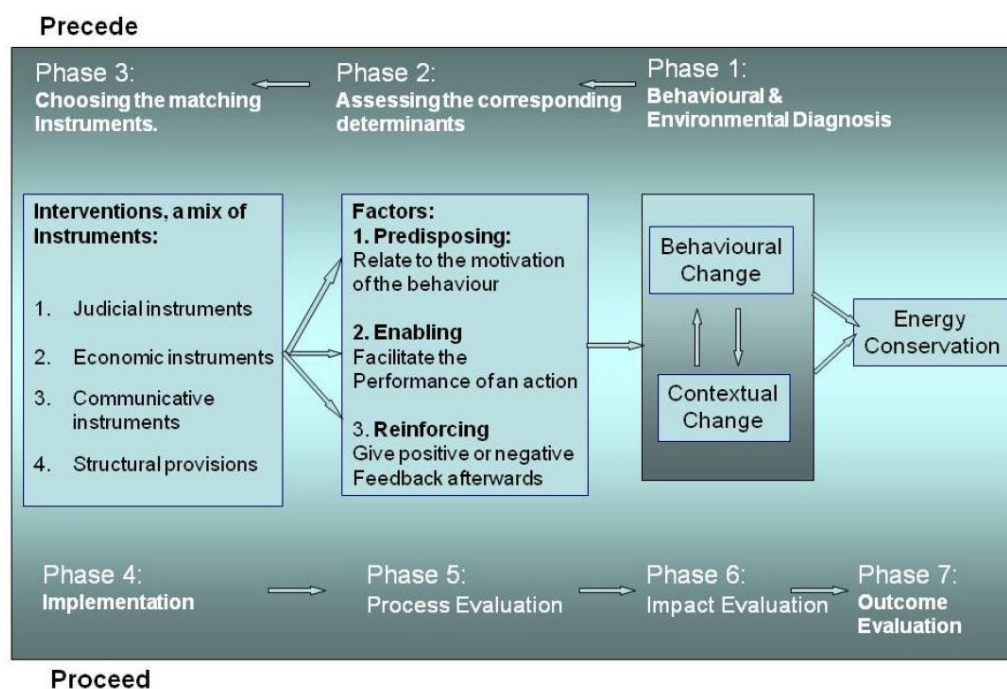 Precede
Phase 3:
Choosing the matching
Instruments.
Phase 2:
Assessing the corresponding
determinants
Phase 1:
Behavioural &
Environmental Diagnosis
Interventions, a mix of
Instruments:
1. Judicial instruments
2. Economic instruments
3. Communicative
instruments
4. Structural provisions
Factors:
1. Predisposing:
Relate to the motivation
of the behaviour
2. Enabling
Facilitate the
Performance of an action
3. Reinforcing
Give positive or negative
Feedback afterwards
Behavioural
Change
Contextual
Change
Energy
Conservation
Phase 4:
Implementation
Phase 5:
Process Evaluation
Phase 6:
Impact Evaluation
Phase 7:
Outcome
Evaluation
Proceed